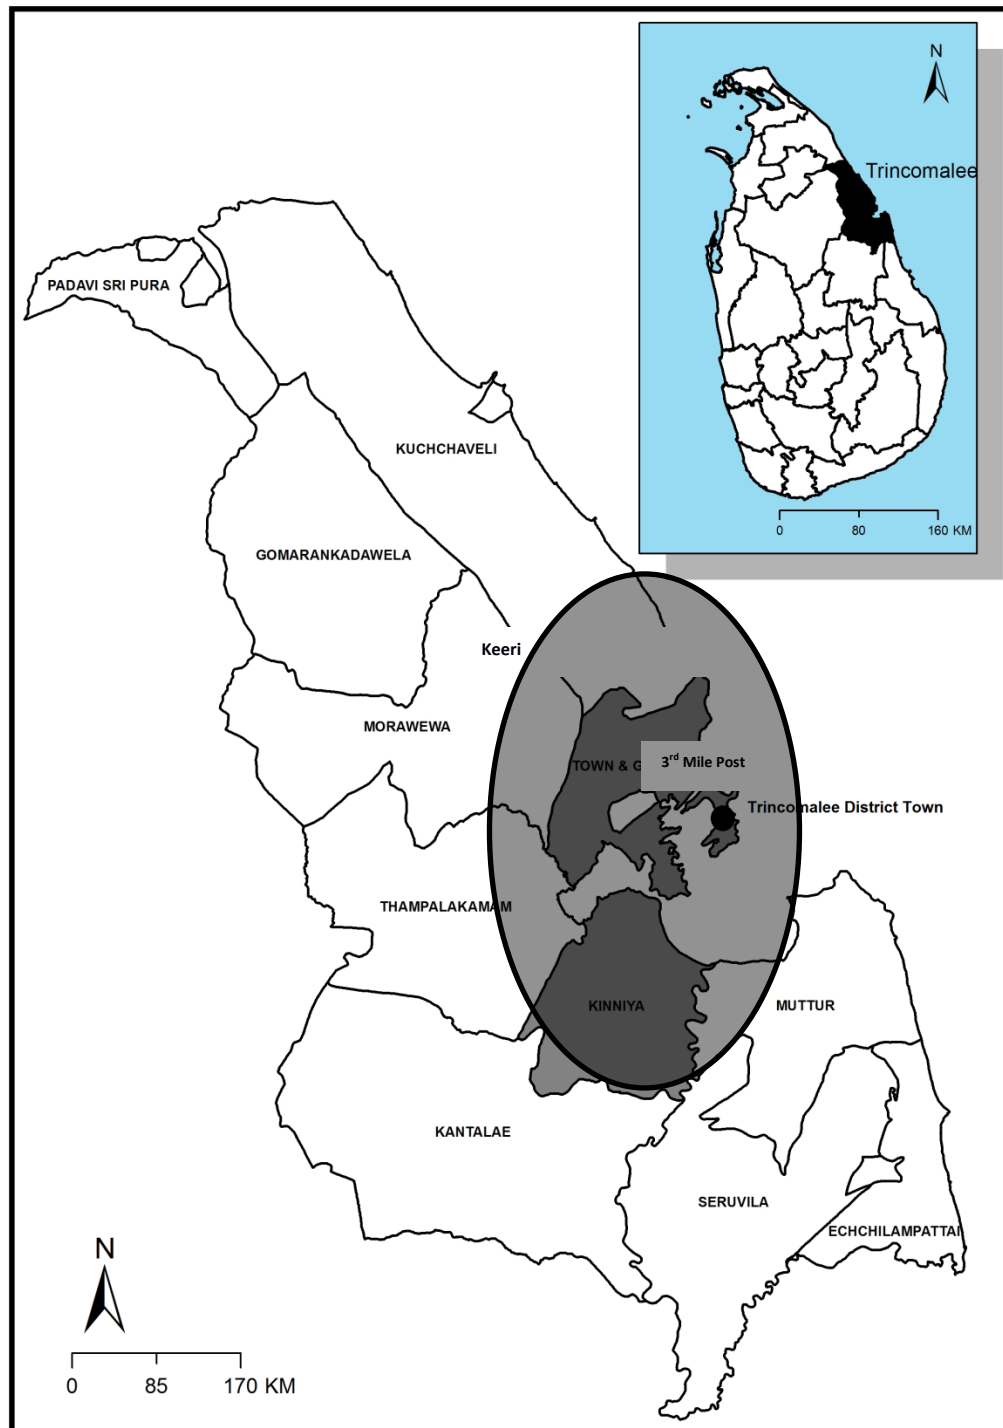 N
Trincomalee
0 80 160 KM
PADAVI SRI PURA
KUCHCHAVELI
GOMARANKADAWELA
Keeri
MORAWEWA
TOWN & G
3rd Mile Post
Trincomalee District Town
THAMPALAKAMAM
KINNIYA
MUTTUR
KANTALAE
SERUVILA
ECHCHILAMPATTAI
N
0 85 170 KM